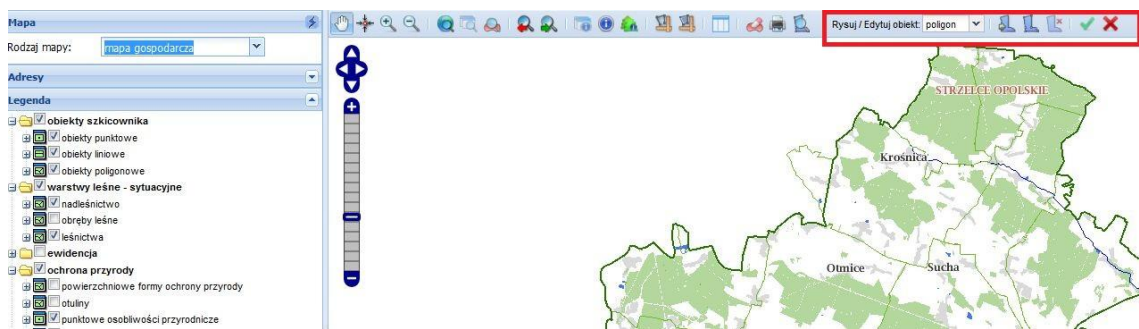 Mapa
Rodzaj mapy: mapa gospodarcza
Adresy
Legenda
obiekty szkicownika
obiekty punktowe
obiekty liniowe
obiekty poligonowe
warstwy leśne - sytuacyjne
nadleśnictwo
obręby leśne
leśnictwa
ewidencja
ochrona przyrody
powierzchniowe formy ochrony przyrody
otuliny
punktowe osobliwości przyrodnicze
Rysuj / Edytuj obiekt: poligon
STRZELCE OPOLSKIE
Krośnica
Otmice
Sucha